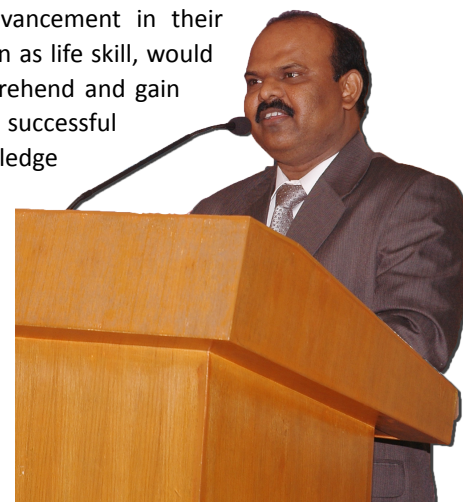 vancement in their
n as life skill, would
rehend and gain
successful
ledge